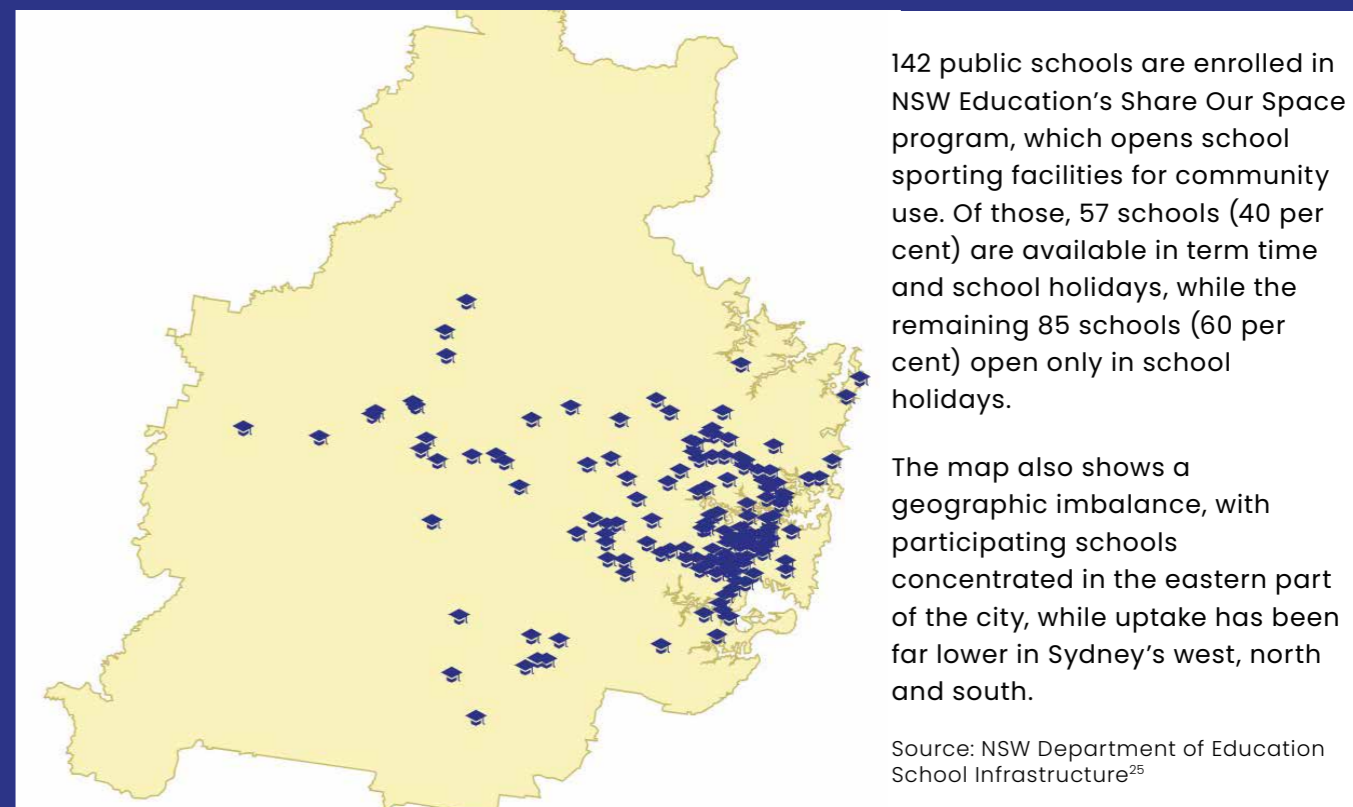 142 public schools are enrolled in
NSW Education’s Share Our Space
program, which opens school
sporting facilities for community
use. Of those, 57 schools (40 per
cent) are available in term time
and school holidays, while the
remaining 85 schools (60 per
cent) open only in school
holidays.
The map also shows a
geographic imbalance, with
participating schools
concentrated in the eastern part
of the city, while uptake has been
far lower in Sydney’s west, north
and south.
Source: NSW Department of Education
School Infrastructure²⁵